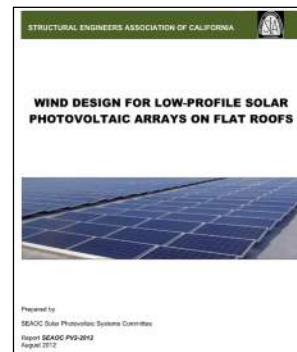 STRUCTURAL ENGINEERS ASSOCIATION OF CALIFORNIA
WIND DESIGN FOR LOW-PROFILE SOLAR
PHOTOVOLTAIC ARRAYS ON FLAT ROOFS
Prepared by
SEAOC Solar Photovoltaic Systems Committee
Report SEAOC PV2-2012
August 2012